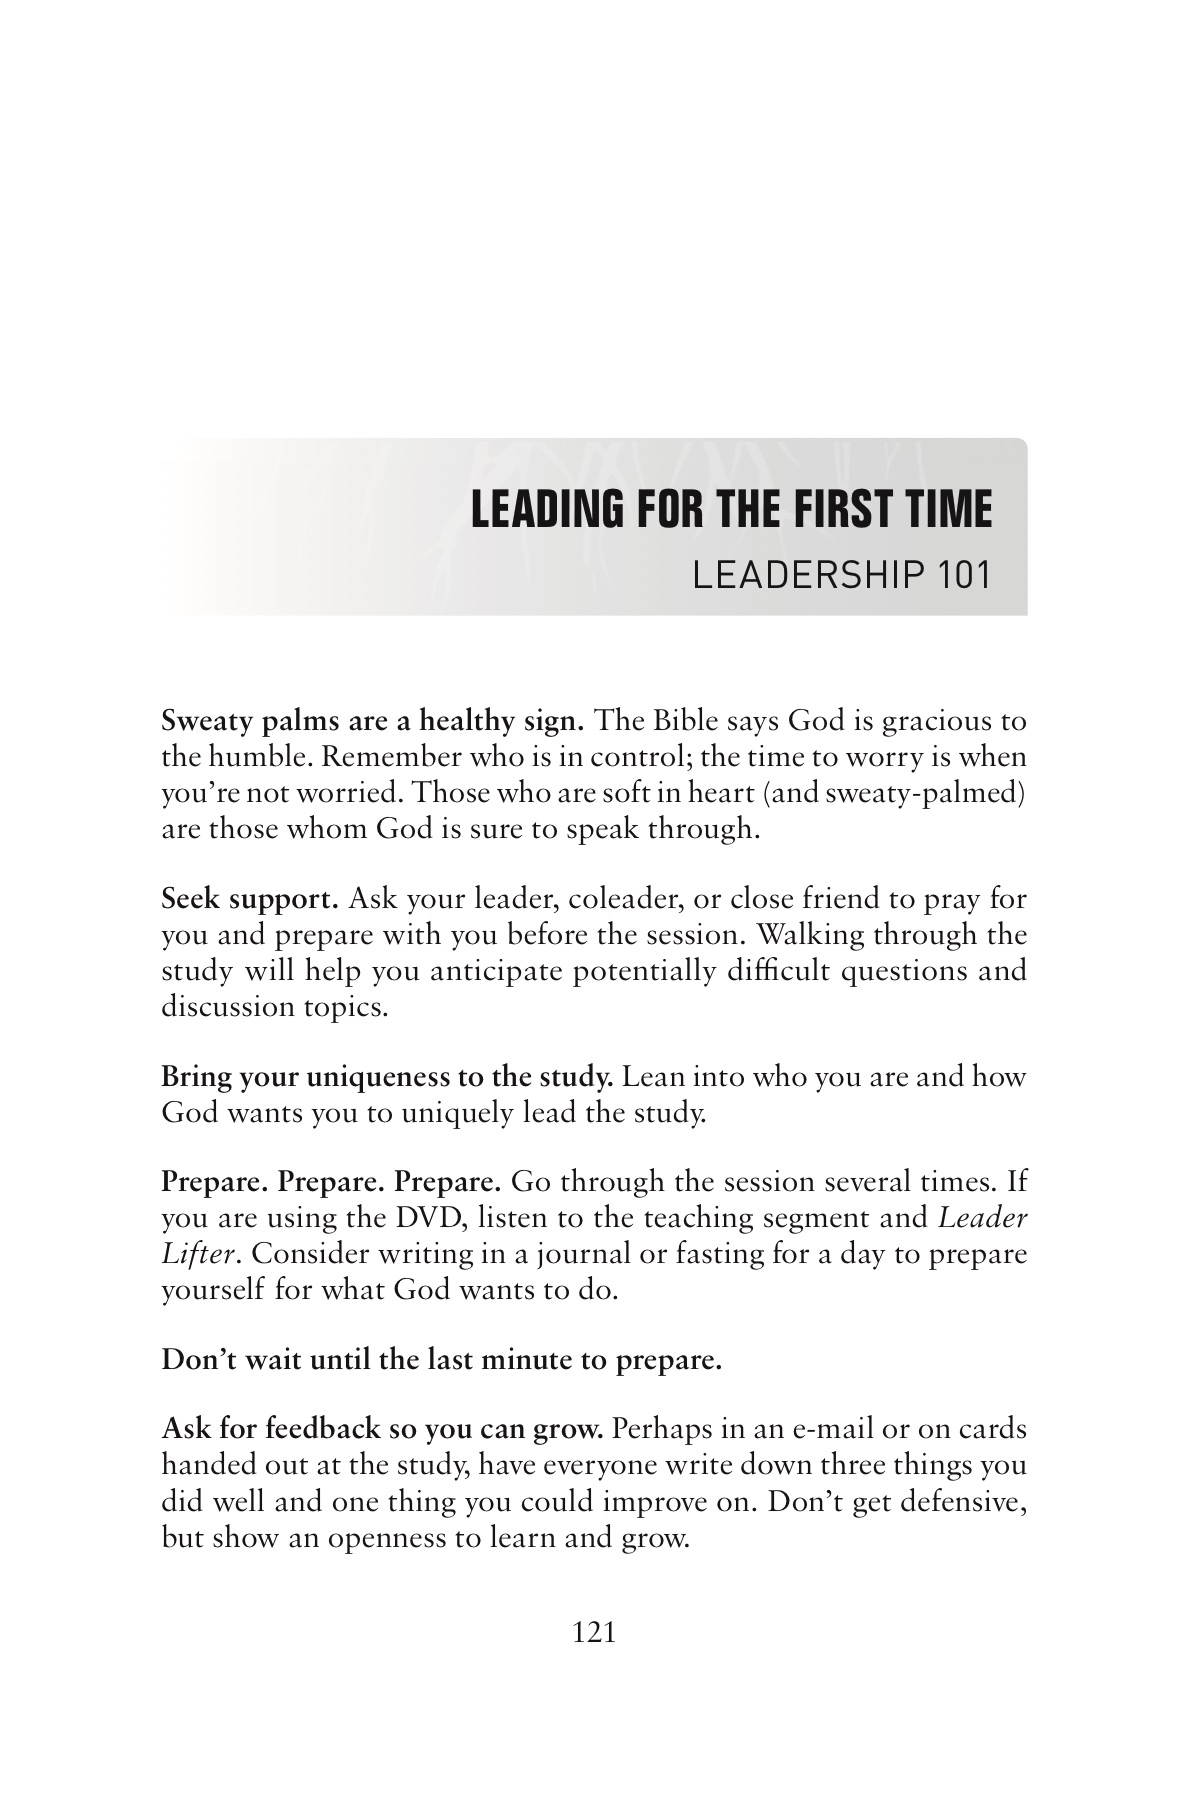 LEADING FOR THE FIRST TIME
LEADERSHIP 101
Sweaty palms are a healthy sign. The Bible says God is gracious to
the humble. Remember who is in control; the time to worry is when
you’re not worried. Those who are soft in heart (and sweaty-palmed)
are those whom God is sure to speak through.
Seek support. Ask your leader, coleader, or close friend to pray for
you and prepare with you before the session. Walking through the
study will help you anticipate potentially difficult questions and
discussion topics.
Bring your uniqueness to the study. Lean into who you are and how
God wants you to uniquely lead the study.
Prepare. Prepare. Prepare. Go through the session several times. If
you are using the DVD, listen to the teaching segment and Leader
Lifter. Consider writing in a journal or fasting for a day to prepare
yourself for what God wants to do.
Don’t wait until the last minute to prepare.
Ask for feedback so you can grow. Perhaps in an e-mail or on cards
handed out at the study, have everyone write down three things you
did well and one thing you could improve on. Don’t get defensive,
but show an openness to learn and grow.
121